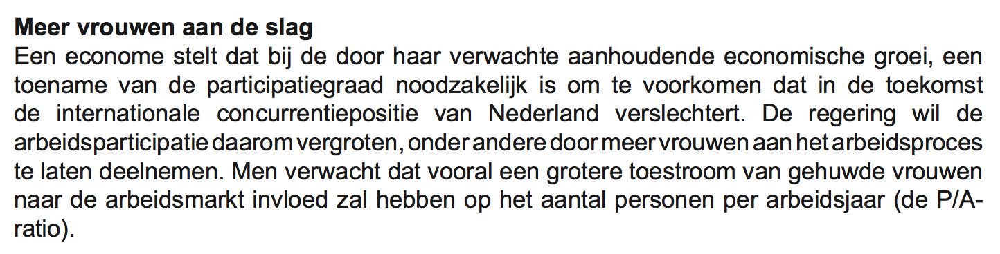 Meer vrouwen aan de slag
Een econome stelt dat bij de door haar verwachte aanhoudende economische groei, een
toename van de participatiegraad noodzakelijk is om te voorkomen dat in de toekomst
de internationale concurrentiepositie van Nederland verslechtert. De regering wil de
arbeidsparticipatie daarom vergroten, onder andere door meer vrouwen aan het arbeidsproces
te laten deelnemen. Men verwacht dat vooral een grotere toestroom van gehuwde vrouwen
naar de arbeidsmarkt invloed zal hebben op het aantal personen per arbeidsjaar (de P/A-
ratio).